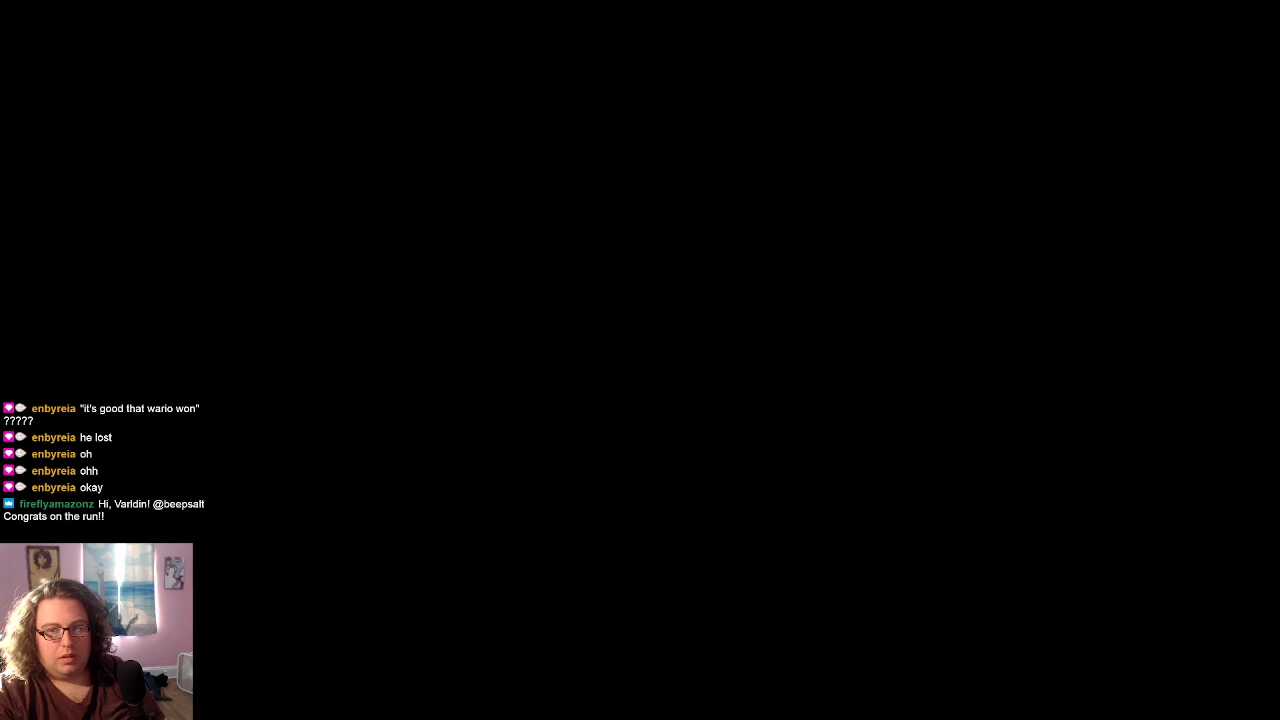 enbyreia "it's good that wario won"
?????
enbyreia he lost
enbyreia oh
enbyreia ohh
enbyreia okay
fireflyamazonz Hi, Varldin! @beepsalt
Congrats on the run!!